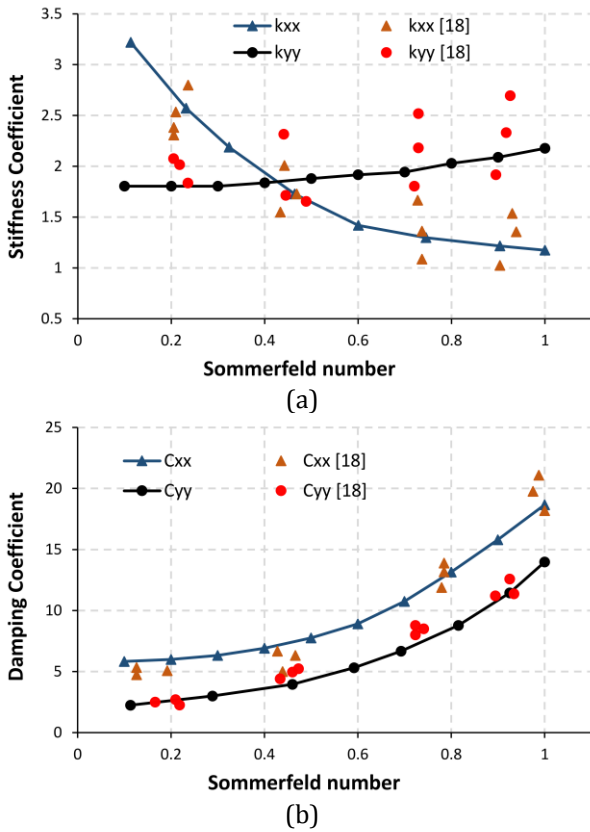 3.5
3
2.5
2
1.5
1
0.5
Stiffness Coefficient
kxx
kxx [18]
kyy
kyy [18]
0 0.2 0.4 0.6 0.8 1
Sommerfeld number
(a)
25
20
15
10
5
0
Damping Coefficient
Cxx
Cxx [18]
Cyy
Cyy [18]
0 0.2 0.4 0.6 0.8 1
Sommerfeld number
(b)